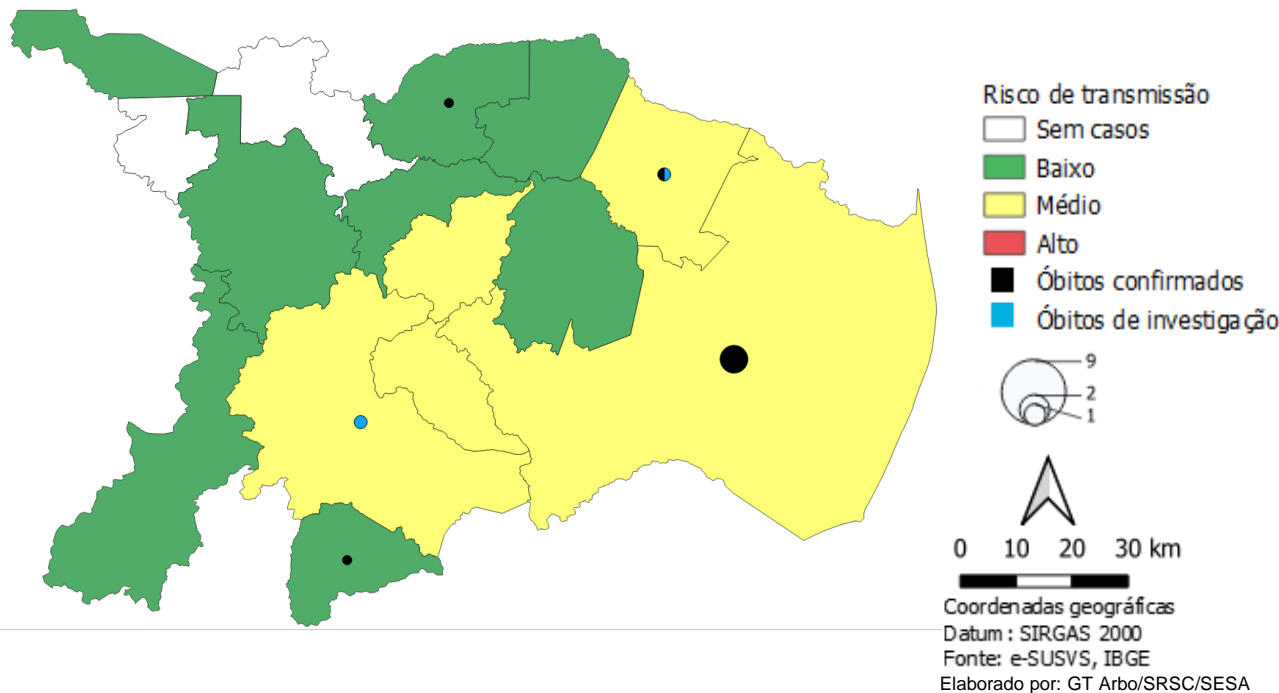 Risco de transmissão
Sem casos
Baixo
Médio
Alto
Óbitos confirmados
Óbitos de investigação
9
2
1
0 10 20 30 km
Coordenadas geográficas
Datum : SIRGAS 2000
Fonte: e-SUSVS, IBGE
Elaborado por: GT Arbo/SRSC/SESA